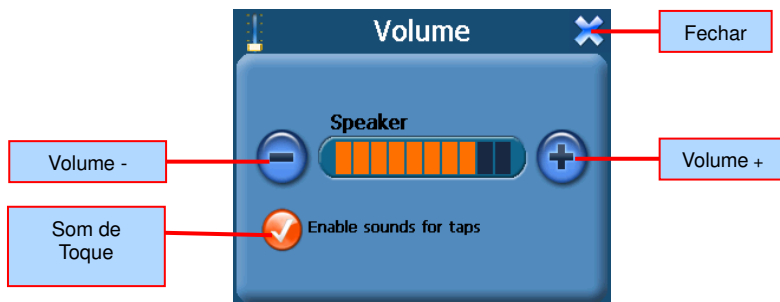 Volume
Fechar
Speaker
Volume -
Volume +
Som de
Toque
Enable sounds for taps